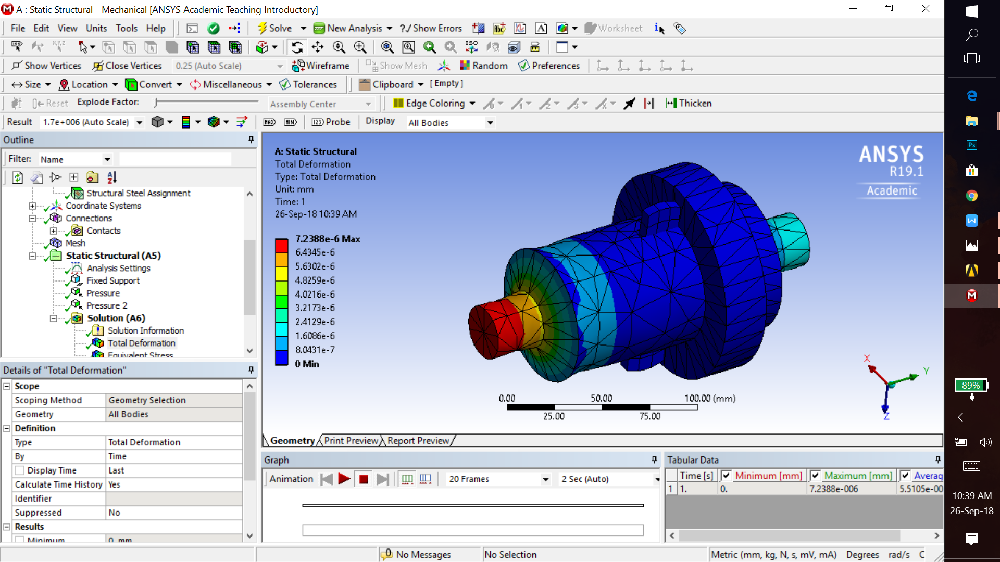 A : Static Structural - Mechanical [ANSYS Academic Teaching Introductory]
File Edit View Units Tools Help Solve New Analysis ?/ Show Errors Abc A Worksheet
ISO
Show Vertices Close Vertices 0.25 (Auto Scale) Wireframe Show Mesh Random Preferences
Size Location Convert Miscellaneous Tolerances Clipboard [ Empty ]
Reset Explode Factor: Assembly Center Edge Coloring Thicken
Result 1.7e+006 (Auto Scale) MAX MIN 123 Probe Display All Bodies
Outline
Filter: Name
Structural Steel Assignment
Coordinate Systems
Connections
Contacts
Mesh
Static Structural (A5)
Analysis Settings
Fixed Support
Pressure
Pressure 2
Solution (A6)
Solution Information
Total Deformation
Equivalent Stress
Details of "Total Deformation"
Scope
Scoping Method Geometry Selection
Geometry All Bodies
Definition
Type Total Deformation
By Time
Display Time Last
Calculate Time History Yes
Identifier
Suppressed No
Results
Minimum 0. mm
A: Static Structural
Total Deformation
Type: Total Deformation
Unit: mm
Time: 1
26-Sep-18 10:39 AM
7.2388e-6 Max
6.4345e-6
5.6302e-6
4.8259e-6
4.0216e-6
3.2173e-6
2.4129e-6
1.6086e-6
8.0431e-7
0 Min
ANSYS
R19.1
Academic
X
Y
Z
0.00 50.00 100.00 (mm)
25.00 75.00
Geometry Print Preview Report Preview
Graph
Animation 20 Frames 2 Sec (Auto)
Tabular Data
Time [s] Minimum [mm] Maximum [mm] Averag
1 1. 0. 7.2388e-006 5.5105e-00
0 No Messages No Selection Metric (mm, kg, N, s, mV, mA) Degrees rad/s C
Ps
89%
10:39 AM
26-Sep-18